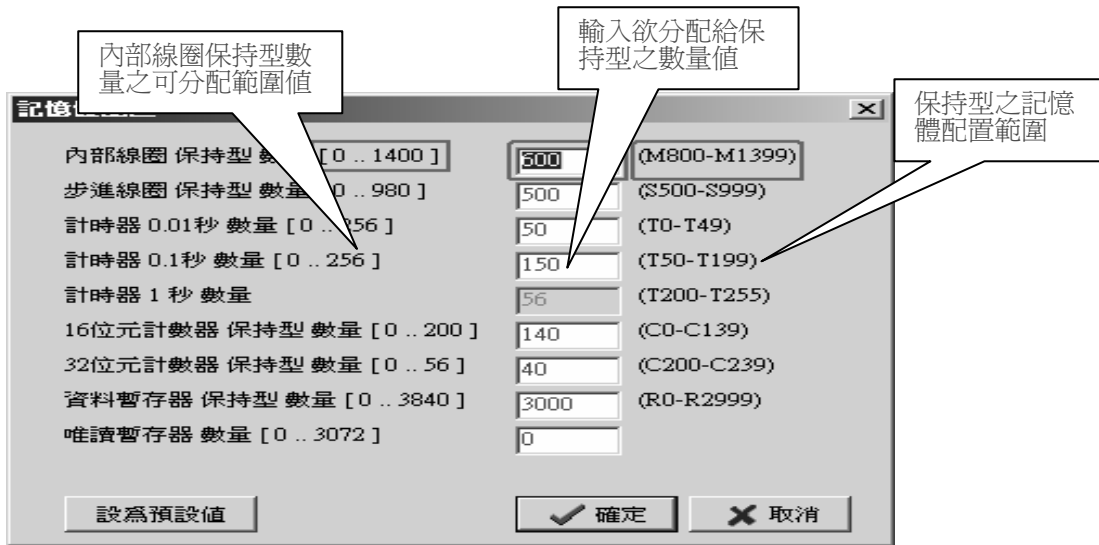 內部線圈保持型數
量之可分配範圍值
輸入欲分配給保
持型之數量值
保持型之記憶
體配置範圍
記憶
內部線圈 保持型 數 [ 0 .. 1400 ] 600 (M800-M1399)
步進線圈 保持型 數量 0 .. 980 ] 500 (S500-S999)
計時器 0.01秒 數量 [ 0 .. 256 ] 50 (T0-T49)
計時器 0.1秒 數量 [ 0 .. 256 ] 150 (T50-T199)
計時器 1 秒 數量 56 (T200-T255)
16位元計數器 保持型 數量 [ 0 .. 200 ] 140 (C0-C139)
32位元計數器 保持型 數量 [ 0 .. 56 ] 40 (C200-C239)
資料暫存器 保持型 數量 [ 0 .. 3840 ] 3000 (R0-R2999)
唯讀暫存器 數量 [ 0 .. 3072 ] 0
設為預設值 確定 取消